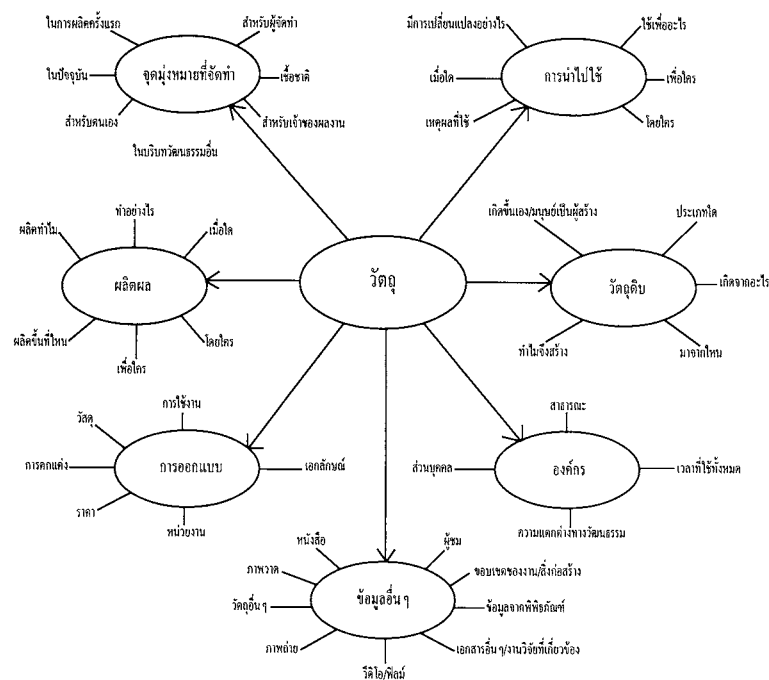 ในการผลิตครั้งแรก
สำหรับผู้จัดทำ
จุดมุ่งหมายที่จัดทำ
ในปัจจุบัน
เชื้อชาติ
สำหรับตนเอง
สำหรับเจ้าของผลงาน
ในบริบทวัฒนธรรมอื่น
มีการเปลี่ยนแปลงอย่างไร
ใช้เพื่ออะไร
เมื่อใด
การนำไปใช้
เพื่อใคร
เหตุผลที่ใช้
โดยใคร
ทำอย่างไร
ผลิตทำไม
เมื่อใด
ผลิตผล
ผลิตขึ้นที่ไหน
โดยใคร
เพื่อใคร
วัตถุ
เกิดขึ้นเอง/มนุษย์เป็นผู้สร้าง
ประเภทใด
วัตถุดิบ
เกิดจากอะไร
ทำไมจึงสร้าง
มาจากไหน
การใช้งาน
วัสดุ
การตกแต่ง
การออกแบบ
เอกลักษณ์
ราคา
หน่วยงาน
สาธารณะ
ส่วนบุคคล
องค์กร
เวลาที่ใช้ทั้งหมด
ความแตกต่างทางวัฒนธรรม
หนังสือ
ผู้ชม
ภาพวาด
ขอบเขตของงาน/สิ่งก่อสร้าง
วัตถุอื่น ๆ
ข้อมูลอื่น ๆ
ข้อมูลจากพิพิธภัณฑ์
ภาพถ่าย
เอกสารอื่น ๆ/งานวิจัยที่เกี่ยวข้อง
วีดิโอ/ฟิลม์